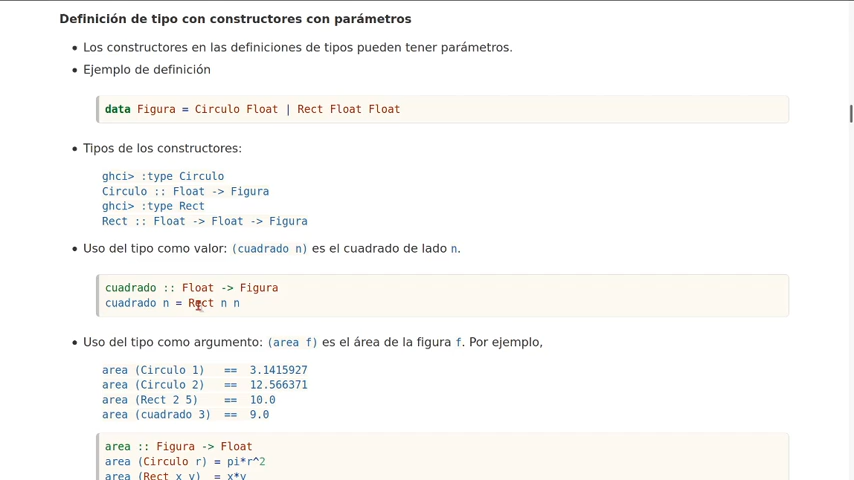 Definición de tipo con constructores con parámetros
• Los constructores en las definiciones de tipos pueden tener parámetros.
• Ejemplo de definición
data Figura = Circulo Float | Rect Float Float
• Tipos de los constructores:
ghci> :type Circulo
Circulo :: Float -> Figura
ghci> :type Rect
Rect :: Float -> Float -> Figura
• Uso del tipo como valor: (cuadrado n) es el cuadrado de lado n.
cuadrado :: Float -> Figura
cuadrado n = Rect n n
• Uso del tipo como argumento: (area f) es el área de la figura f. Por ejemplo,
area (Circulo 1)   ==  3.1415927
area (Circulo 2)   ==  12.566371
area (Rect 2 5)    ==  10.0
area (cuadrado 3)  ==  9.0
area :: Figura -> Float
area (Circulo r) = pi*r^2
area (Rect x y)  = x*y